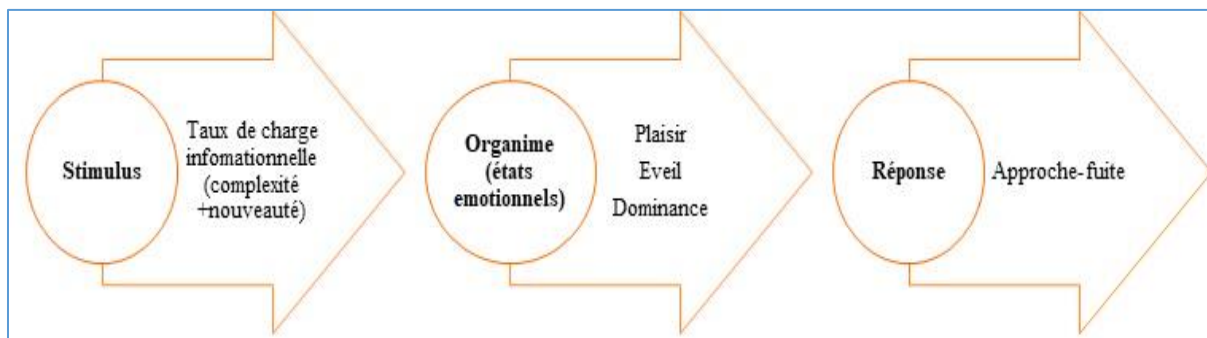 Stimulus
Taux de charge
infomationnelle
(complexité
+nouveauté)
Organime
(états
emotionnels)
Plaisir
Eveil
Dominance
Réponse
Approche-fuite